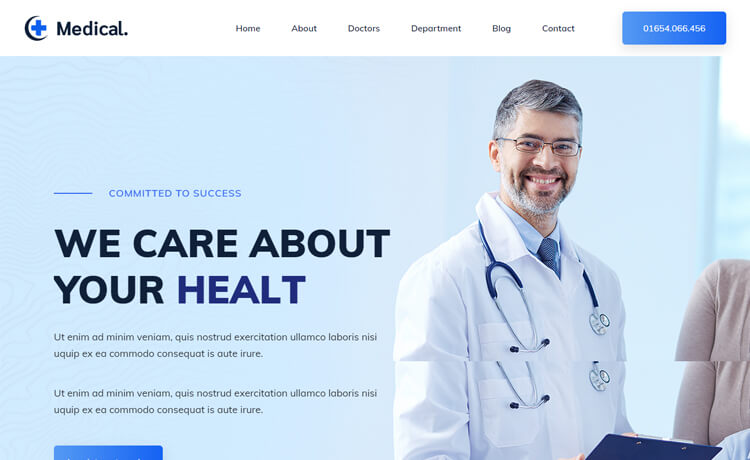 Medical.
Home About Doctors Department Blog Contact
01654.066.456
COMMITTED TO SUCCESS
WE CARE ABOUT
YOUR HEALT
Ut enim ad minim veniam, quis nostrud exercitation ullamco laboris nisi
uquip ex ea commodo consequat is aute irure.
Ut enim ad minim veniam, quis nostrud exercitation ullamco laboris nisi
uquip ex ea commodo consequat is aute irure.